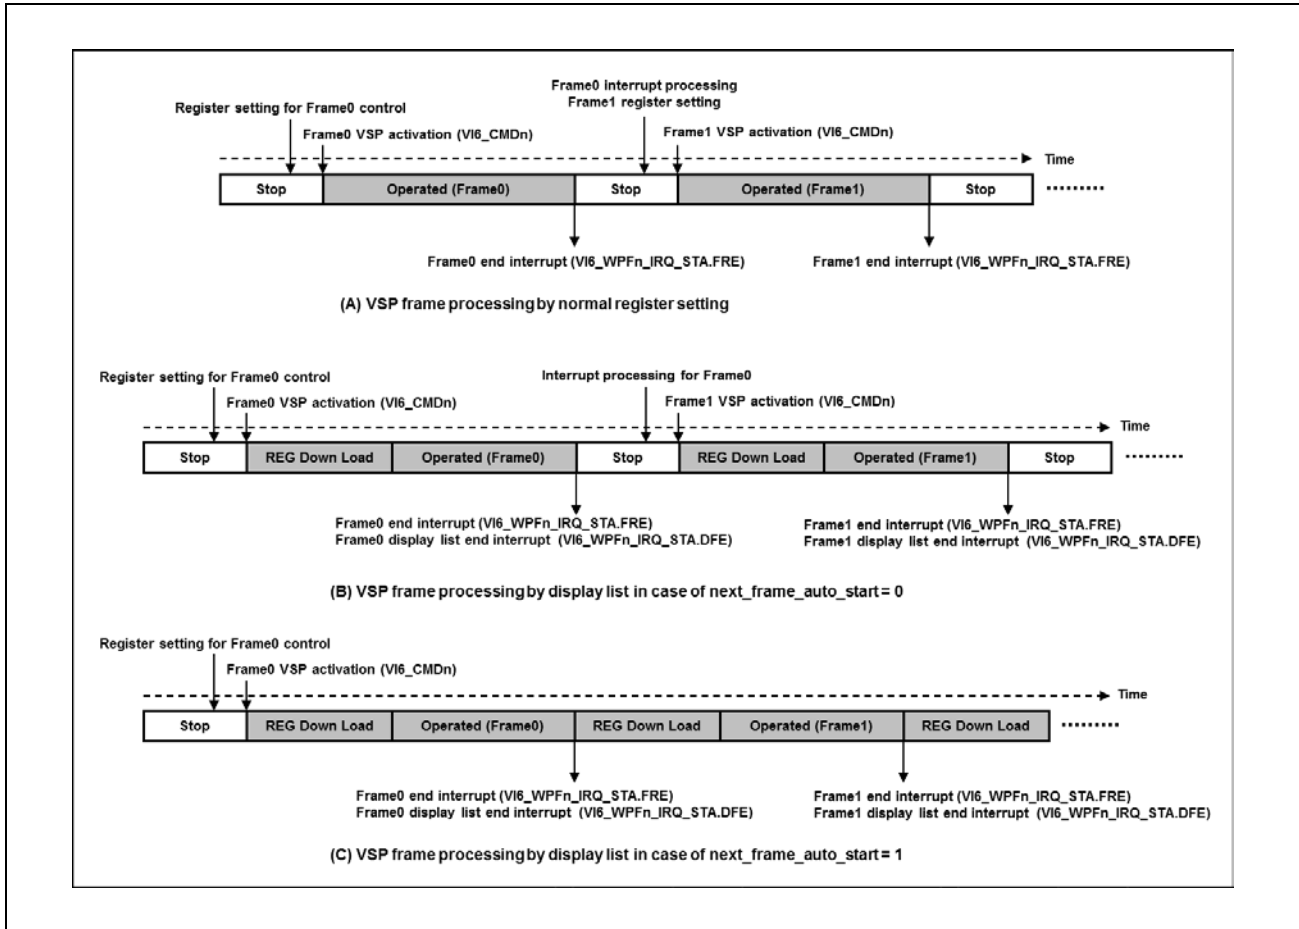 Frame0 interrupt processing
Frame1 register setting
Register setting for Frame0 control
Frame0 VSP activation (VI6_CMDn)
Frame1 VSP activation (VI6_CMDn)
Time
Stop
Operated (Frame0)
Stop
Operated (Frame1)
Stop
Frame0 end interrupt (VI6_WPFn_IRQ_STA.FRE)
Frame1 end interrupt (VI6_WPFn_IRQ_STA.FRE)
(A) VSP frame processing by normal register setting
Register setting for Frame0 control
Interrupt processing for Frame0
Frame0 VSP activation (VI6_CMDn)
Frame1 VSP activation (VI6_CMDn)
Time
Stop
REG Down Load
Operated (Frame0)
Stop
REG Down Load
Operated (Frame1)
Stop
Frame0 end interrupt (VI6_WPFn_IRQ_STA.FRE)
Frame0 display list end interrupt (VI6_WPFn_IRQ_STA.DFE)
Frame1 end interrupt (VI6_WPFn_IRQ_STA.FRE)
Frame1 display list end interrupt (VI6_WPFn_IRQ_STA.DFE)
(B) VSP frame processing by display list in case of next_frame_auto_start = 0
Register setting for Frame0 control
Frame0 VSP activation (VI6_CMDn)
Time
Stop
REG Down Load
Operated (Frame0)
REG Down Load
Operated (Frame1)
REG Down Load
Frame0 end interrupt (VI6_WPFn_IRQ_STA.FRE)
Frame0 display list end interrupt (VI6_WPFn_IRQ_STA.DFE)
Frame1 end interrupt (VI6_WPFn_IRQ_STA.FRE)
Frame1 display list end interrupt (VI6_WPFn_IRQ_STA.DFE)
(C) VSP frame processing by display list in case of next_frame_auto_start = 1